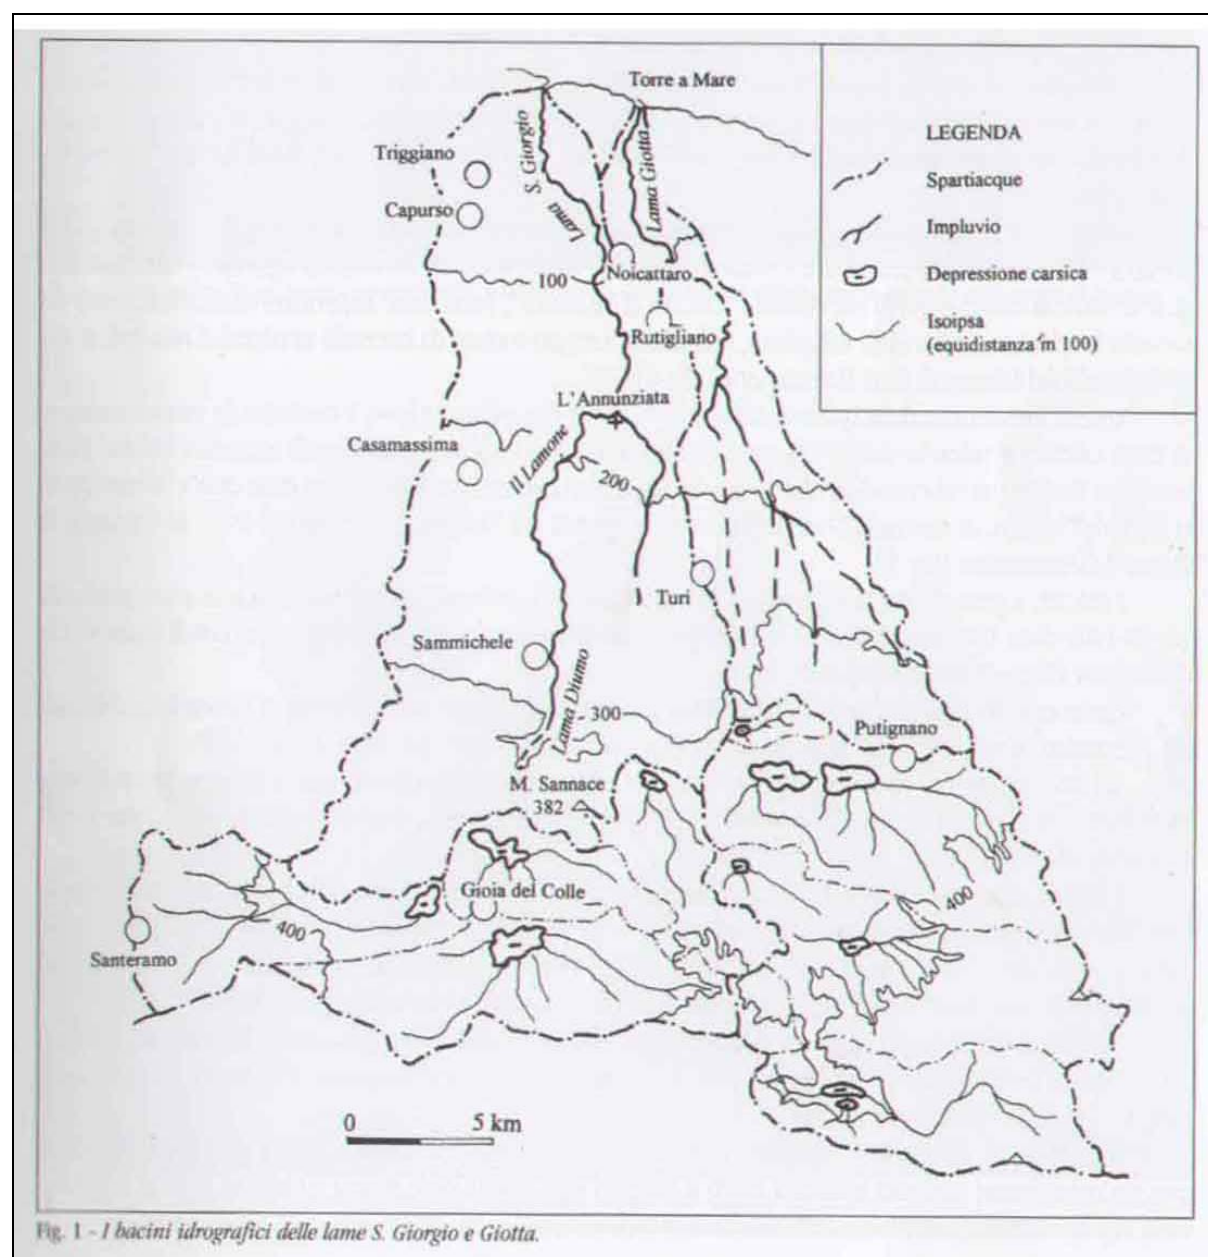 Torre a Mare
LEGENDA
Spartiacque
Impluvio
Depressione carsica
Isoipsa
(equidistanza m 100)
Triggiano
Capurso
Lama S. Giorgio
Lama Giotta
Noicattaro
100
Rutigliano
L'Annunziata
Casamassima
Il Lamone
200
Turi
Sammichele
Lama Diumo
300
Putignano
M. Sannace
382
Gioia del Colle
400
400
Santeramo
0 5 km
Fig. 1 - I bacini idrografici delle lame S. Giorgio e Giotta.